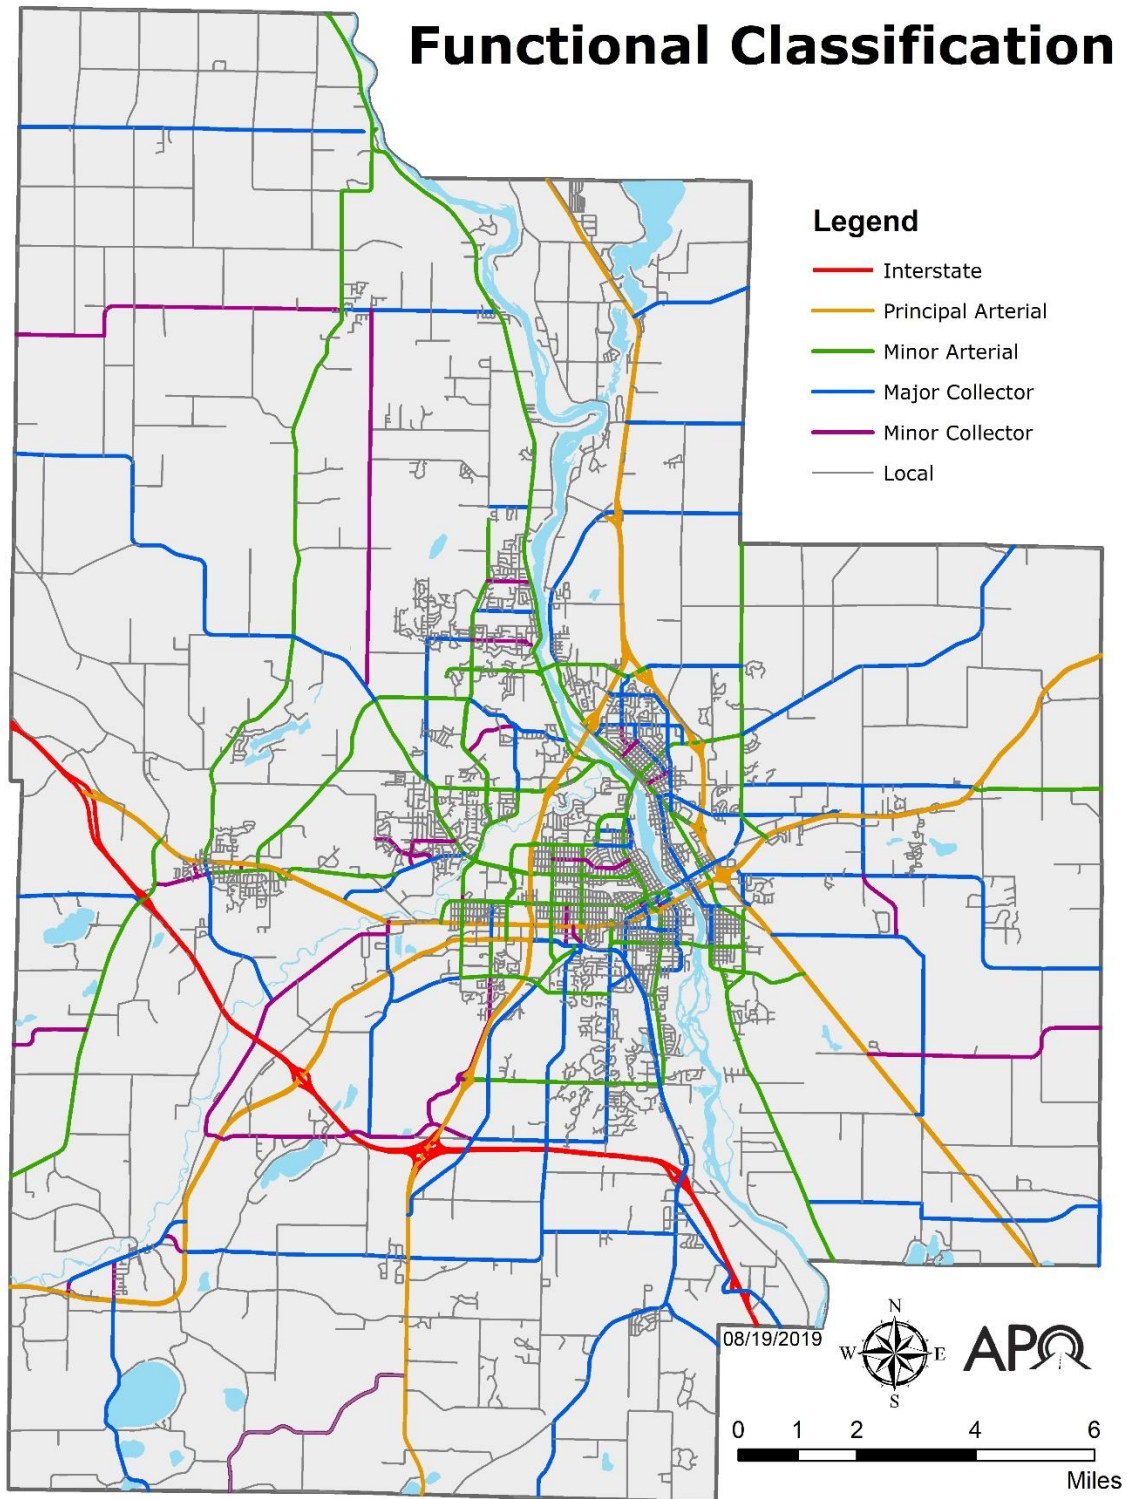 Functional Classification
Legend
Interstate
Principal Arterial
Minor Arterial
Major Collector
Minor Collector
Local
08/19/2019
N
W E
S
APO
0 1 2 4 6
Miles